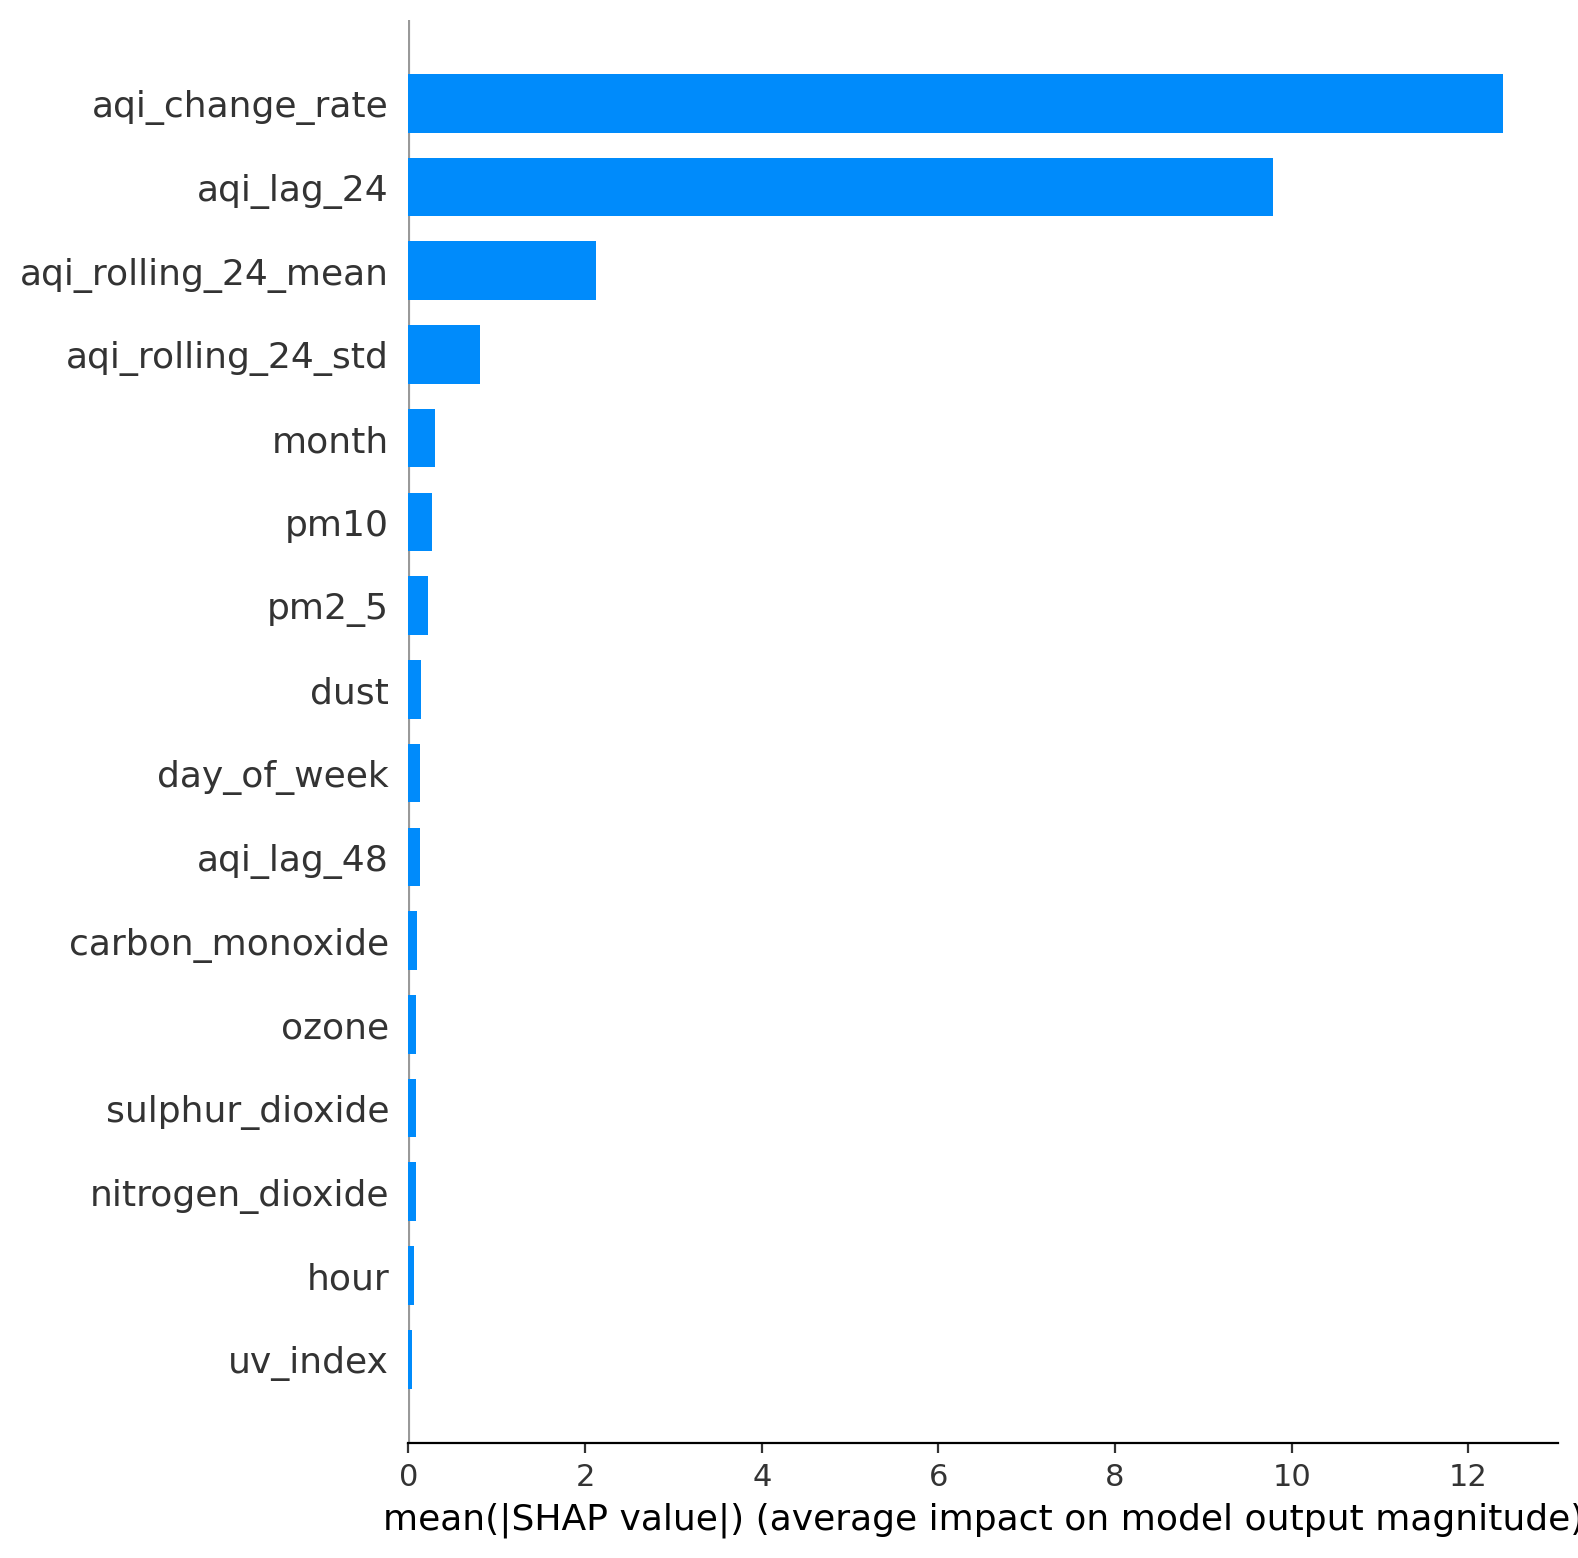 aqi_change_rate
aqi_lag_24
aqi_rolling_24_mean
aqi_rolling_24_std
month
pm10
pm2_5
dust
day_of_week
aqi_lag_48
carbon_monoxide
ozone
sulphur_dioxide
nitrogen_dioxide
hour
uv_index
0 2 4 6 8 10 12
mean(|SHAP value|) (average impact on model output magnitude)